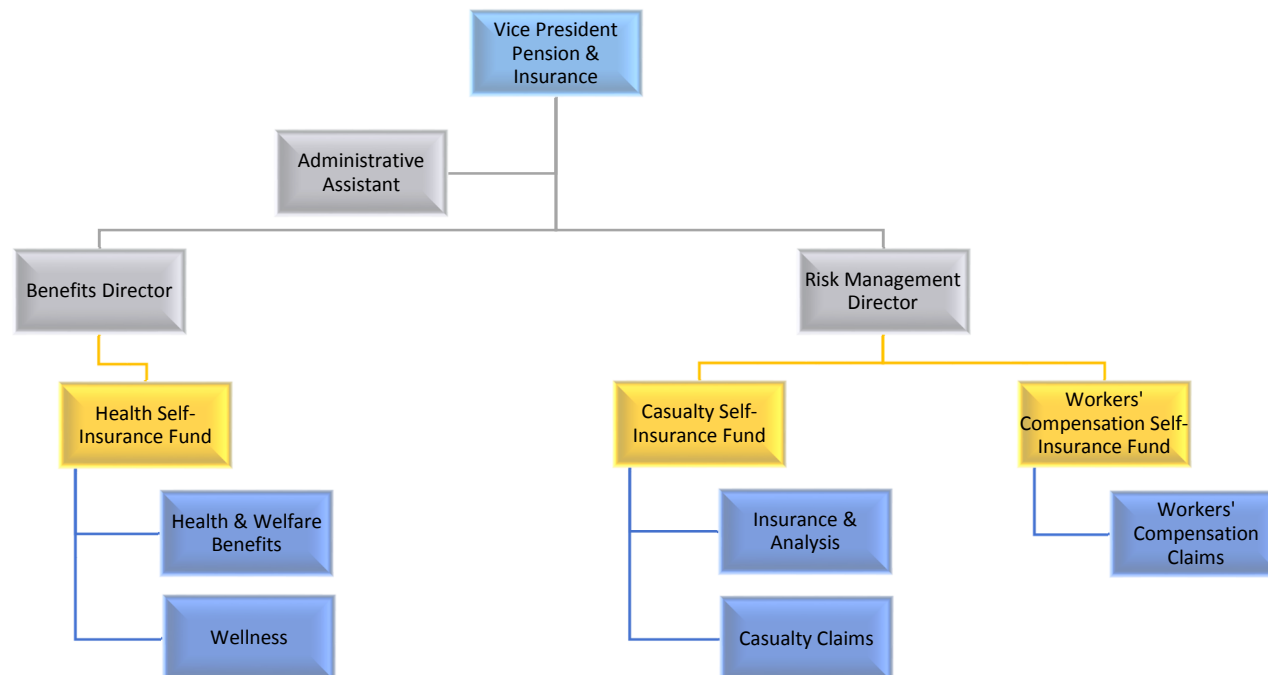 Vice President
Pension &
Insurance
Administrative
Assistant
Benefits Director
Risk Management
Director
Health Self-
Insurance Fund
Casualty Self-
Insurance Fund
Workers'
Compensation Self-
Insurance Fund
Health & Welfare
Benefits
Insurance &
Analysis
Workers'
Compensation
Claims
Wellness
Casualty Claims